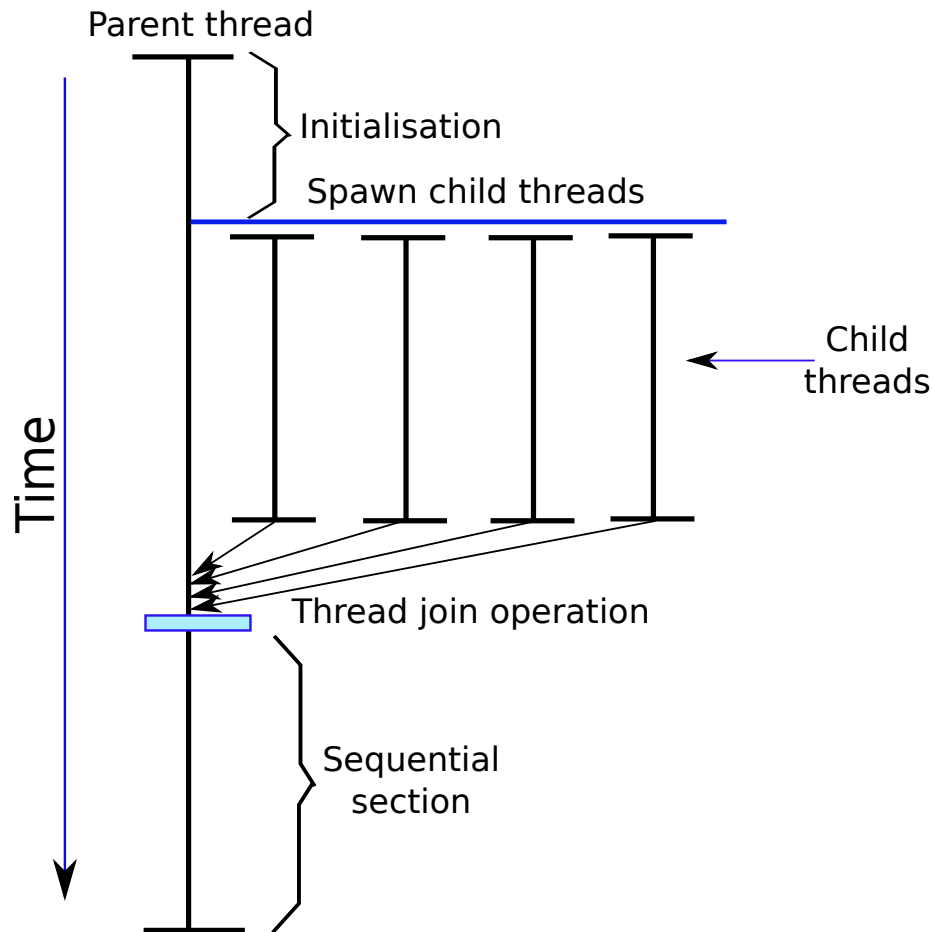 Parent thread
Initialisation
Spawn child threads
Child
threads
Time
Thread join operation
Sequential
section